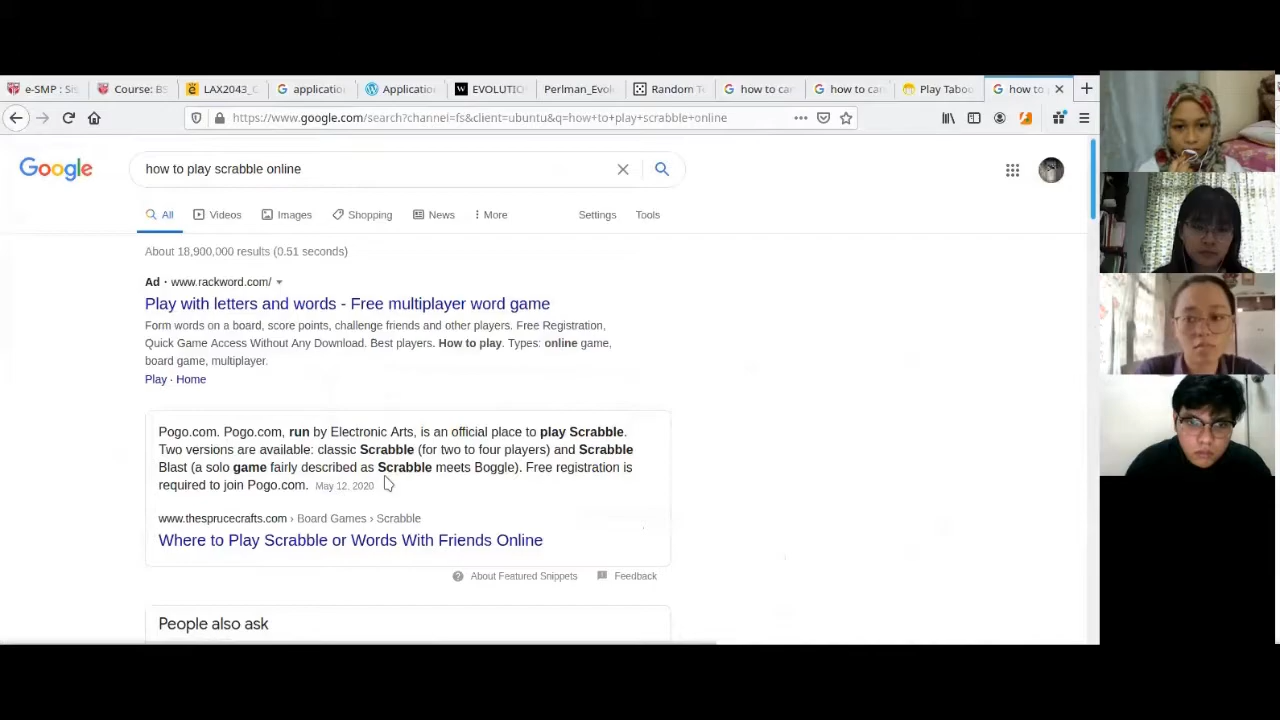 e-SMP : Sis
Course: BS
LAX2043_C
applicatio
Applicatio
EVOLUTIO
Perlman_Evol
Random Te
how to car
how to car
Play Taboo
how to
https://www.google.com/search?channel=fs&client=ubuntu&q=how+to+play+scrabble+online
Google
how to play scrabble online
All
Videos
Images
Shopping
News
More
Settings
Tools
About 18,900,000 results (0.51 seconds)
Ad · www.rackword.com/
Play with letters and words - Free multiplayer word game
Form words on a board, score points, challenge friends and other players. Free Registration,
Quick Game Access Without Any Download. Best players. How to play. Types: online game,
board game, multiplayer.
Play · Home
Pogo.com. Pogo.com, run by Electronic Arts, is an official place to play Scrabble.
Two versions are available: classic Scrabble (for two to four players) and Scrabble
Blast (a solo game fairly described as Scrabble meets Boggle). Free registration is
required to join Pogo.com. May 12, 2020
www.thesprucecrafts.com › Board Games › Scrabble
Where to Play Scrabble or Words With Friends Online
About Featured Snippets
Feedback
People also ask